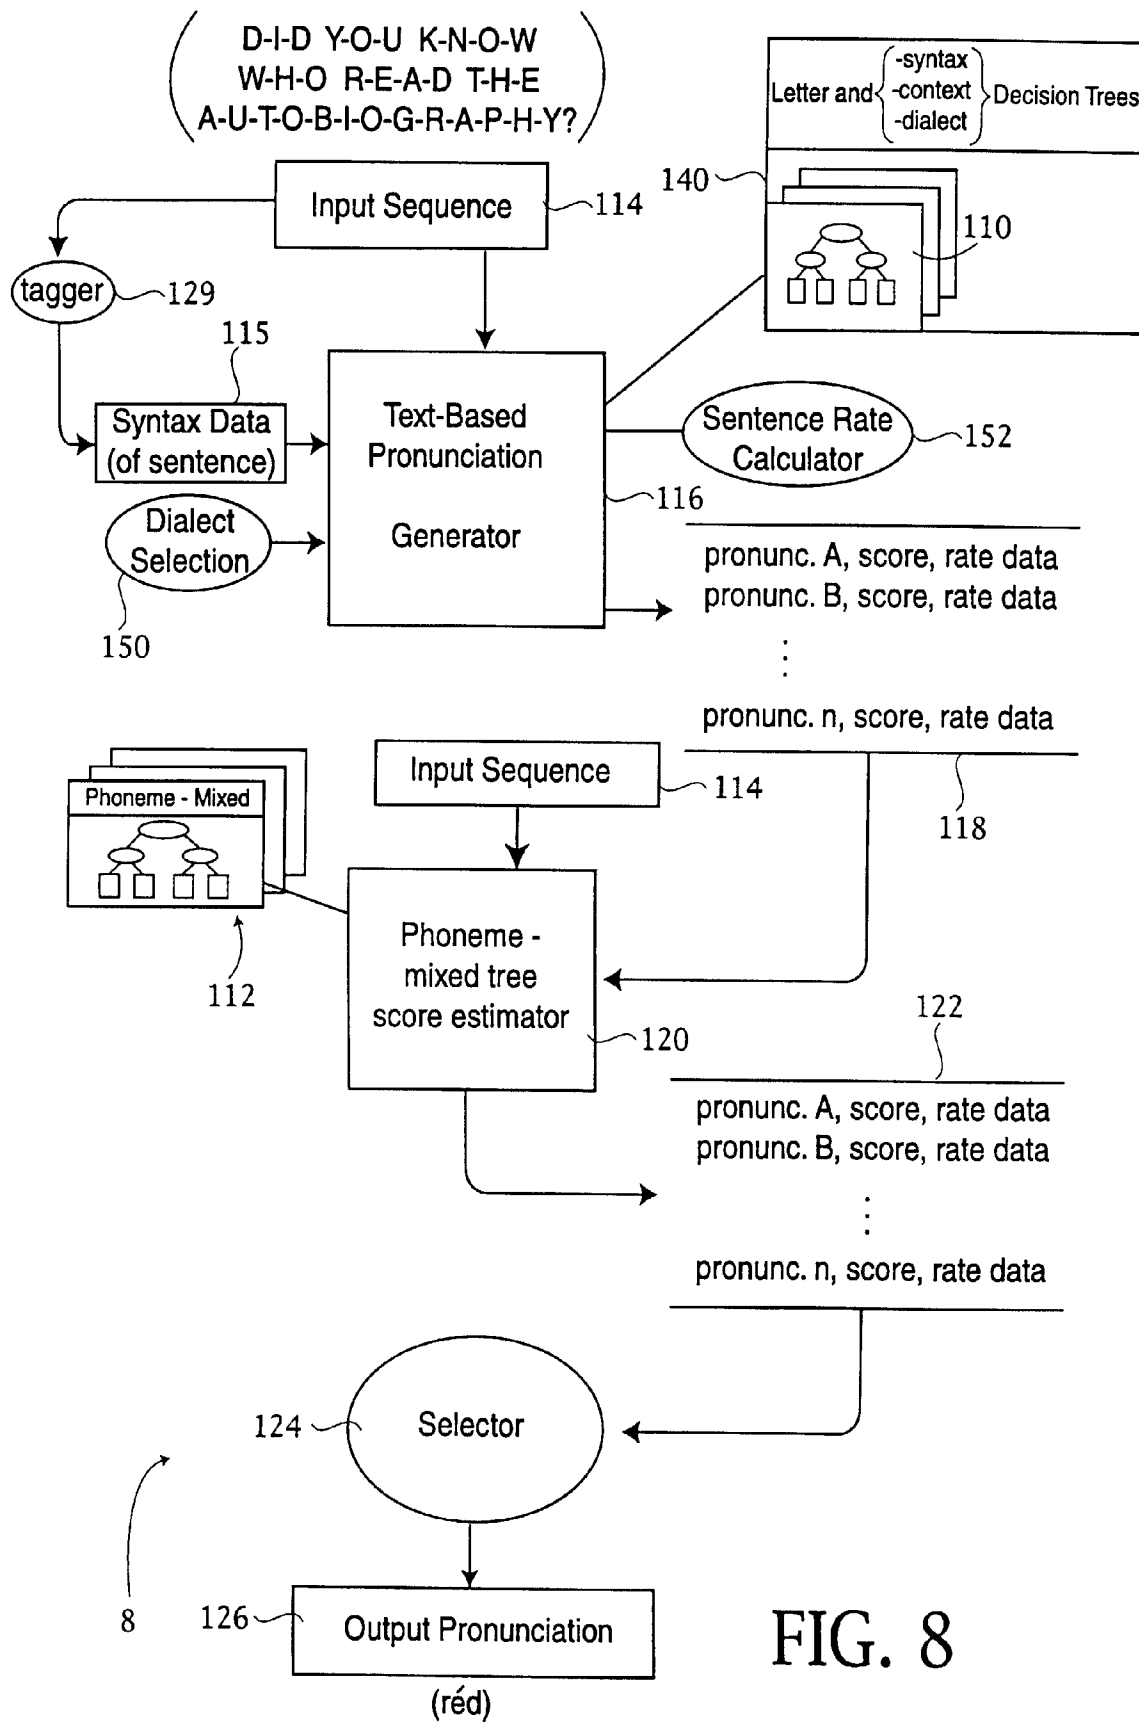 D-I-D Y-O-U K-N-O-W
W-H-O R-E-A-D T-H-E
A-U-T-O-B-I-O-G-R-A-P-H-Y?
Letter and
-syntax
-context
-dialect
Decision Trees
140
110
Input Sequence
114
tagger
129
115
Syntax Data
(of sentence)
Text-Based
Pronunciation
Generator
116
Sentence Rate
Calculator
152
Dialect
Selection
150
pronunc. A, score, rate data
pronunc. B, score, rate data
pronunc. n, score, rate data
118
Input Sequence
114
Phoneme - Mixed
112
Phoneme -
mixed tree
score estimator
120
122
pronunc. A, score, rate data
pronunc. B, score, rate data
pronunc. n, score, rate data
124
Selector
8
126
Output Pronunciation
(réd)
FIG. 8